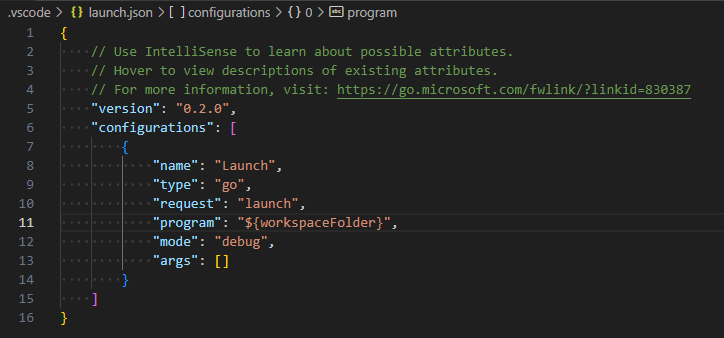 .vscode > {} launch.json > [ ] configurations > {} 0 > abc program
1 {
2 // Use IntelliSense to learn about possible attributes.
3 // Hover to view descriptions of existing attributes.
4 // For more information, visit: https://go.microsoft.com/fwlink/?linkid=830387
5 "version": "0.2.0",
6 "configurations": [
7 {
8 "name": "Launch",
9 "type": "go",
10 "request": "launch",
11 "program": "${workspaceFolder}",
12 "mode": "debug",
13 "args": []
14 }
15 ]
16 }